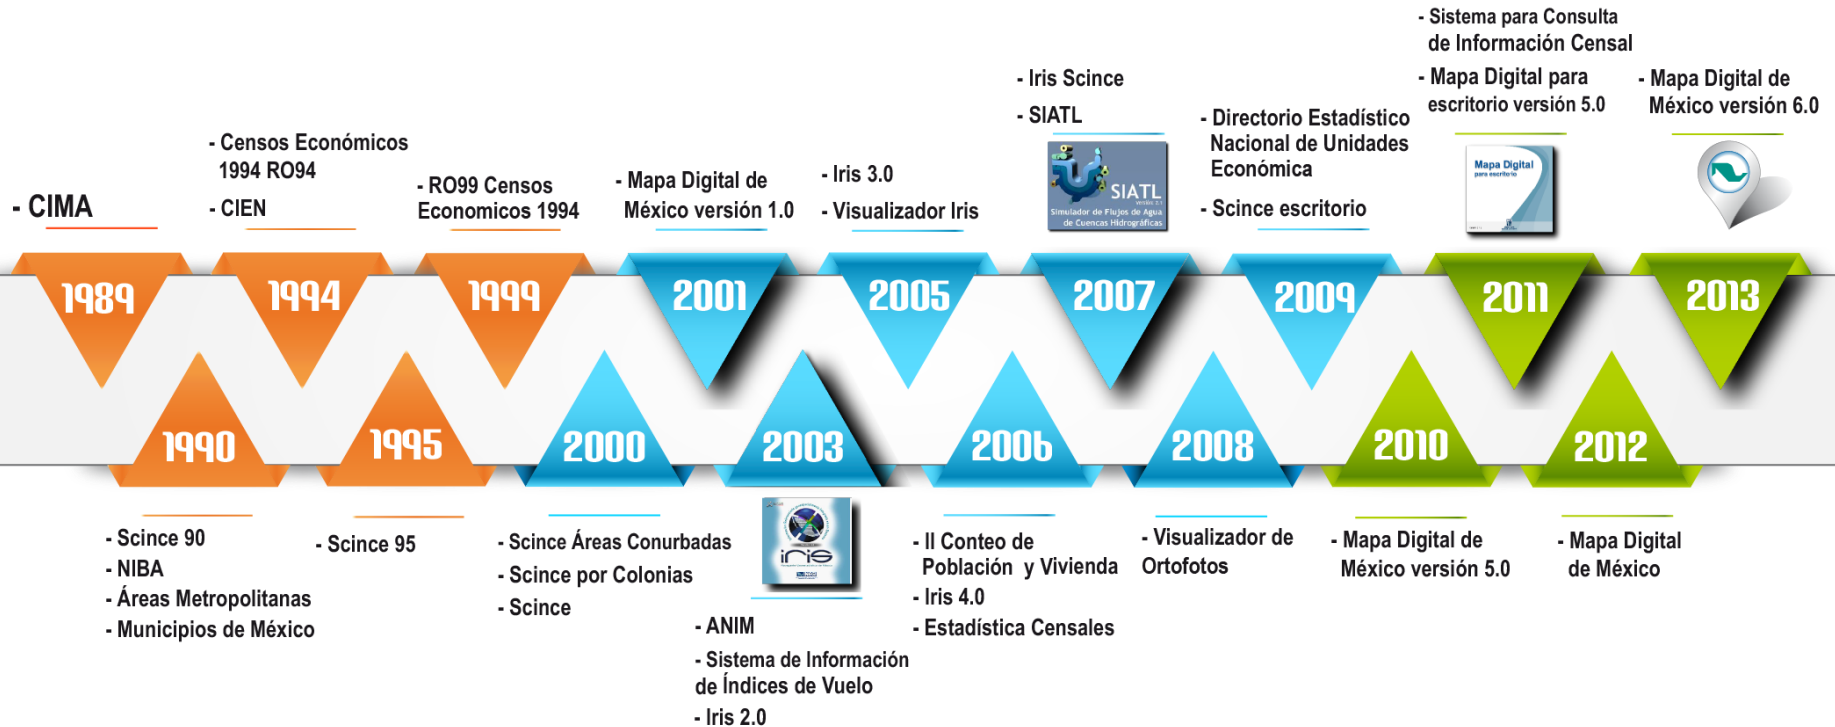 - CIMA
1989
- Censos Económicos
1994 RO94
- CIEN
1994
- RO99 Censos
Economicos 1994
1999
- Mapa Digital de
México versión 1.0
2001
- Iris 3.0
- Visualizador Iris
2005
- Iris Scince
- SIATL
SIATL
Simulador de Flujos de Agua
de Cuencas Hidrográficas
2007
- Directorio Estadístico
Nacional de Unidades
Económica
- Scince escritorio
2009
- Sistema para Consulta
de Información Censal
- Mapa Digital para
escritorio versión 5.0
Mapa Digital
para escritorio
2011
- Mapa Digital de
México versión 6.0
2013
1990
- Scince 90
- NIBA
- Áreas Metropolitanas
- Municipios de México
1995
- Scince 95
2000
- Scince Áreas Conurbadas
- Scince por Colonias
- Scince
2003
iris
- ANIM
- Sistema de Información
de Índices de Vuelo
- Iris 2.0
2006
- II Conteo de
Población y Vivienda
- Iris 4.0
- Estadística Censales
2008
- Visualizador de
Ortofotos
2010
- Mapa Digital de
México versión 5.0
2012
- Mapa Digital
de México